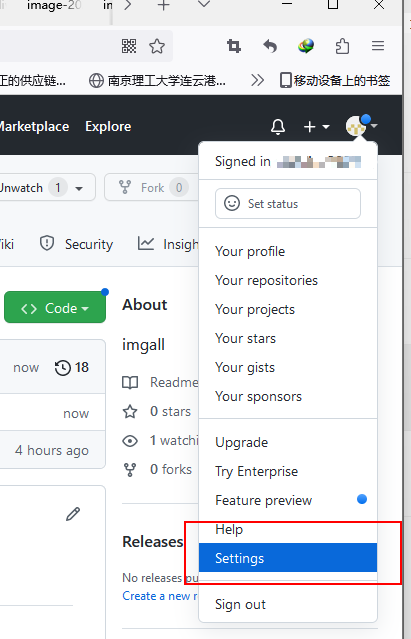 image-20
in
正的供应链...
南京理工大学连云港...
移动设备上的书签
Marketplace
Explore
Unwatch 1
Fork 0
Wiki
Security
Insigh
Code
About
imgall
now 18
now
4 hours ago
Readme
0 stars
1 watchi
0 forks
Releases
No releases pu
Create a new r
Signed in
Set status
Your profile
Your repositories
Your projects
Your stars
Your gists
Your sponsors
Upgrade
Try Enterprise
Feature preview
Help
Settings
Sign out